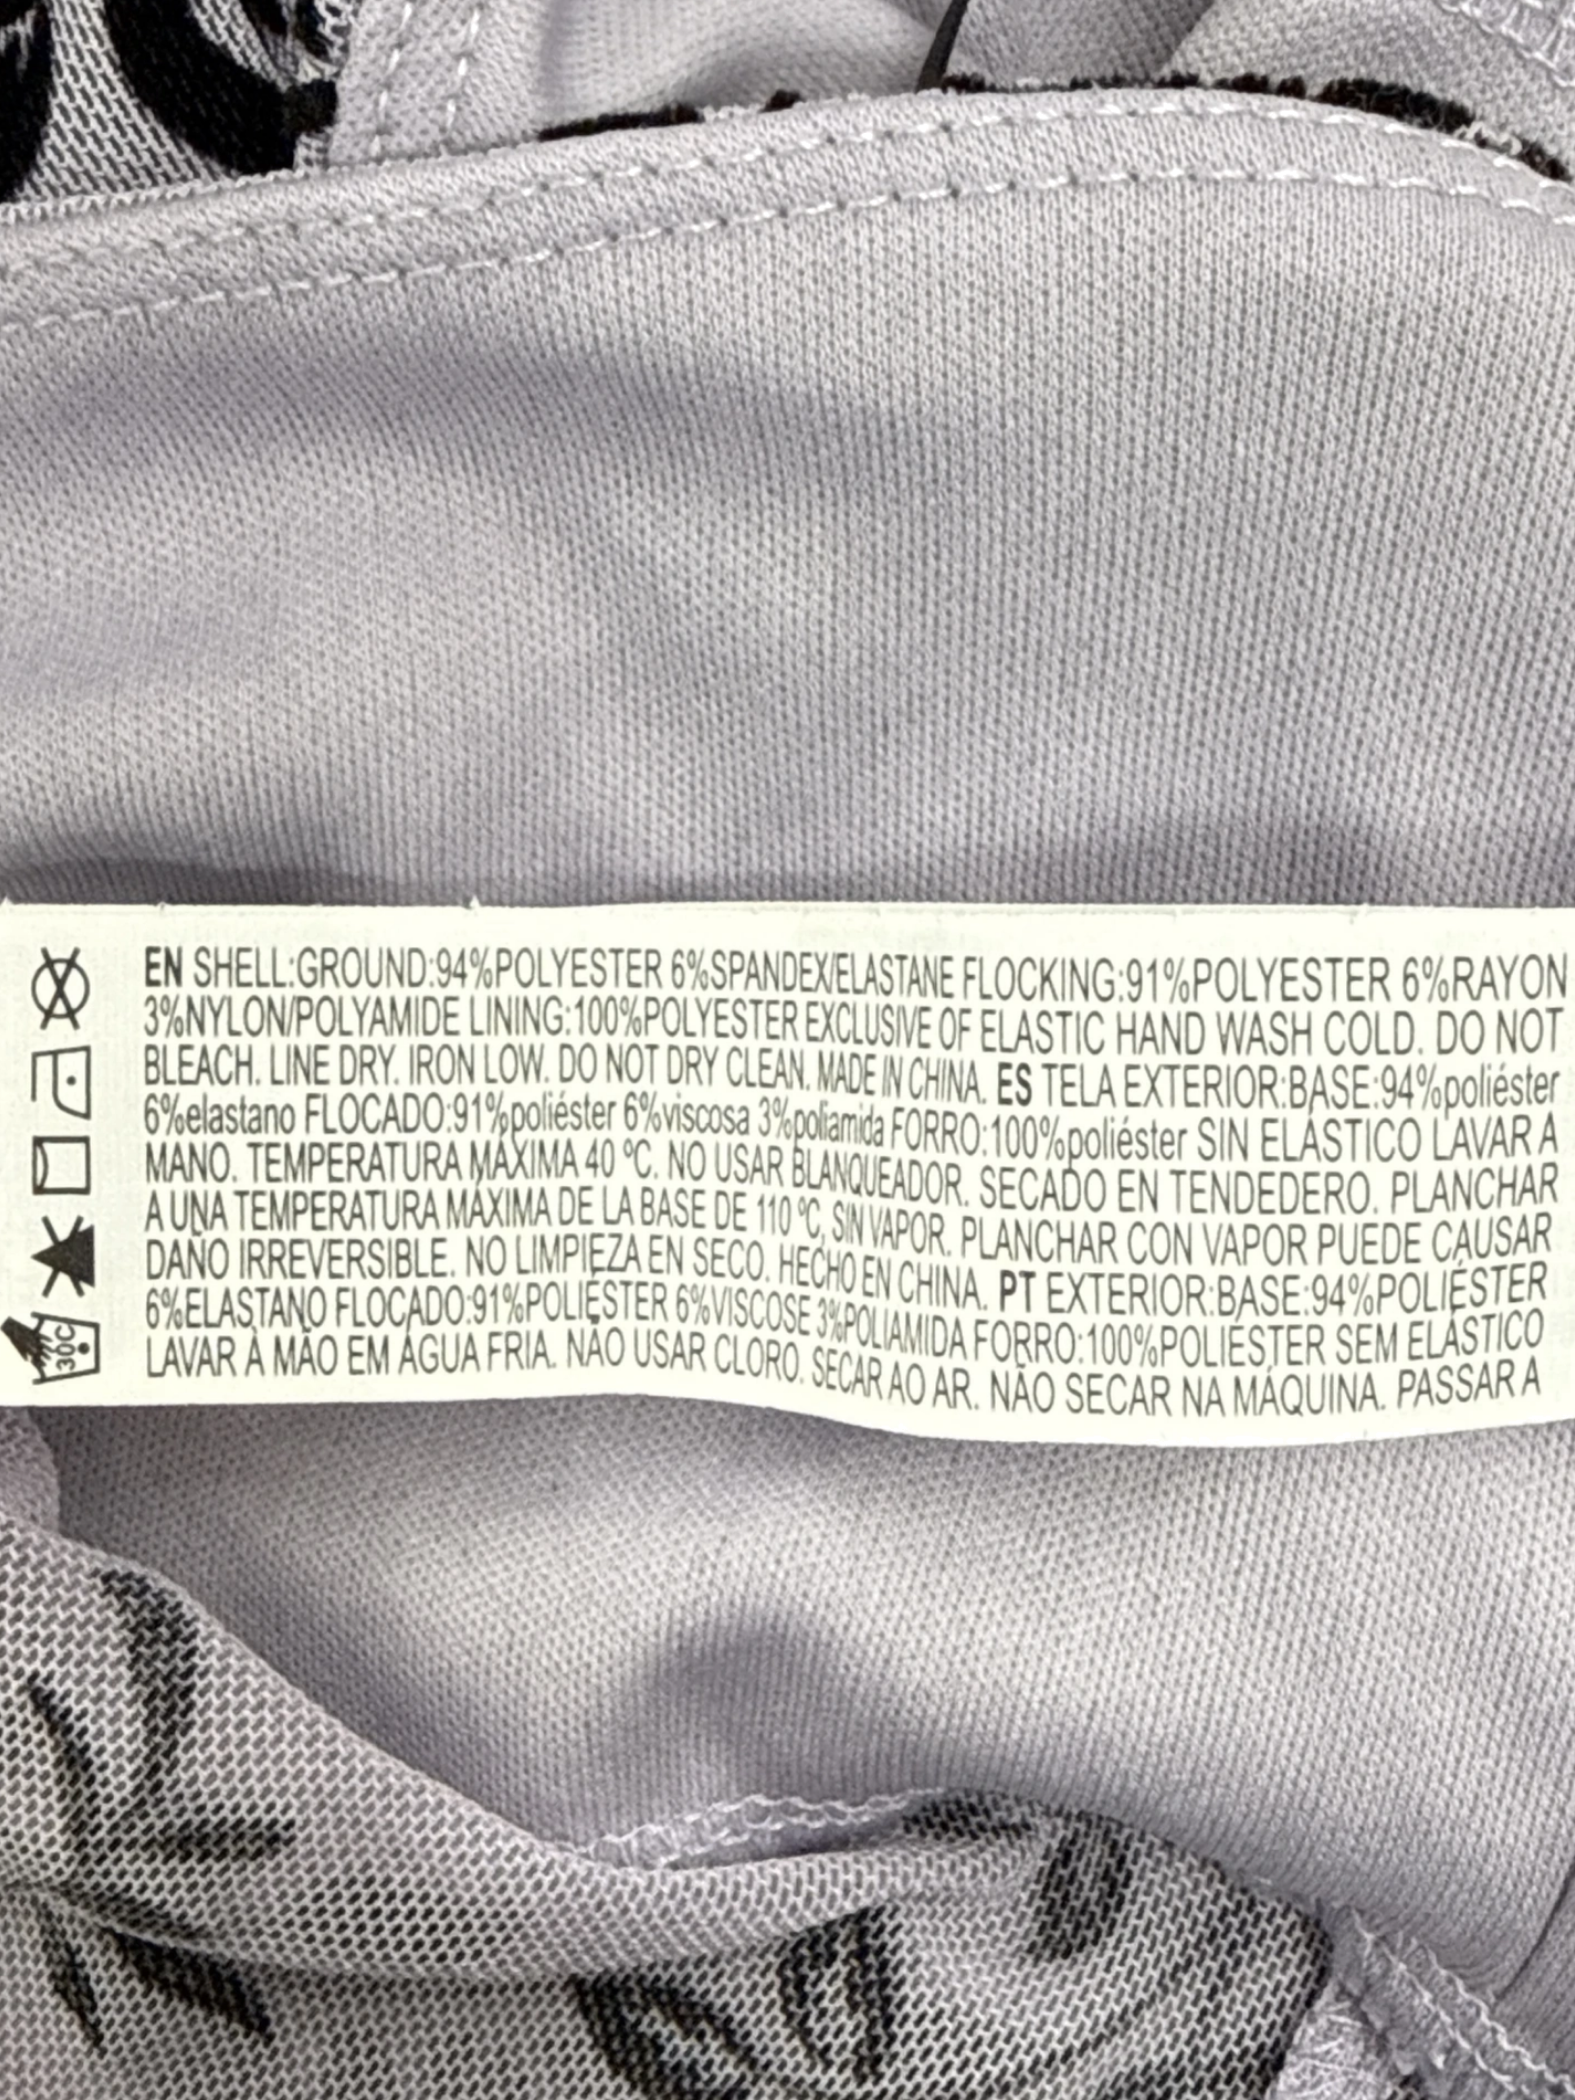 EN SHELL:GROUND:94%POLYESTER 6%SPANDEX/ELASTANE FLOCKING:91%POLYESTER 6%RAYON
3%NYLON/POLYAMIDE LINING:100%POLYESTER EXCLUSIVE OF ELASTIC HAND WASH COLD. DO NOT
BLEACH. LINE DRY. IRON LOW. DO NOT DRY CLEAN. MADE IN CHINA. ES TELA EXTERIOR:BASE:94%poliéster
6%elastano FLOCADO:91%poliéster 6%viscosa 3%poliamida FORRO:100%poliéster SIN ELÁSTICO LAVAR A
MANO. TEMPERATURA MÁXIMA 40 ºC. NO USAR BLANQUEADOR. SECADO EN TENDEDERO. PLANCHAR
A UNA TEMPERATURA MÁXIMA DE LA BASE DE 110 ºC, SIN VAPOR. PLANCHAR CON VAPOR PUEDE CAUSAR
DAÑO IRREVERSIBLE. NO LIMPIEZA EN SECO. HECHO EN CHINA. PT EXTERIOR:BASE:94%POLIÉSTER
6%ELASTANO FLOCADO:91%POLIÉSTER 6%VISCOSE 3%POLIAMIDA FORRO:100%POLIÉSTER SEM ELÁSTICO
LAVAR À MÃO EM ÁGUA FRIA. NÃO USAR CLORO. SECAR AO AR. NÃO SECAR NA MÁQUINA. PASSAR A
30C